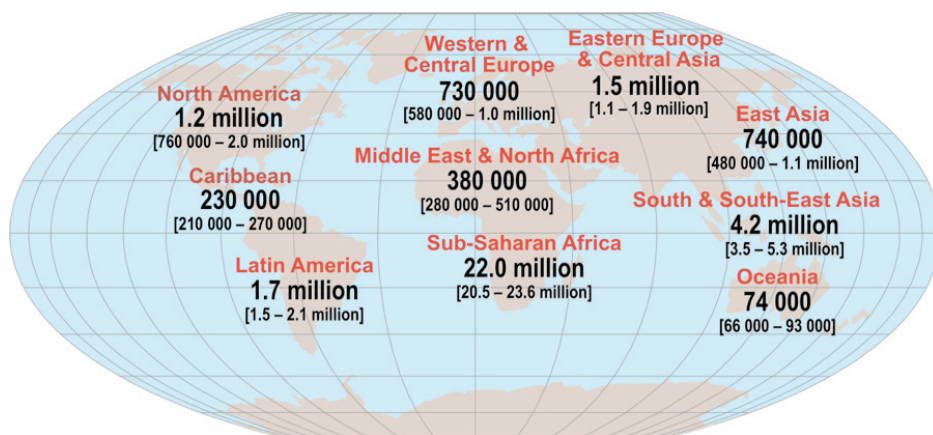 Western &
Central Europe
730 000
[580 000 – 1.0 million]
Eastern Europe
& Central Asia
1.5 million
[1.1 – 1.9 million]
North America
1.2 million
[760 000 – 2.0 million]
East Asia
740 000
[480 000 – 1.1 million]
Middle East & North Africa
380 000
[280 000 – 510 000]
Caribbean
230 000
[210 000 – 270 000]
South & South-East Asia
4.2 million
[3.5 – 5.3 million]
Sub-Saharan Africa
22.0 million
[20.5 – 23.6 million]
Latin America
1.7 million
[1.5 – 2.1 million]
Oceania
74 000
[66 000 – 93 000]